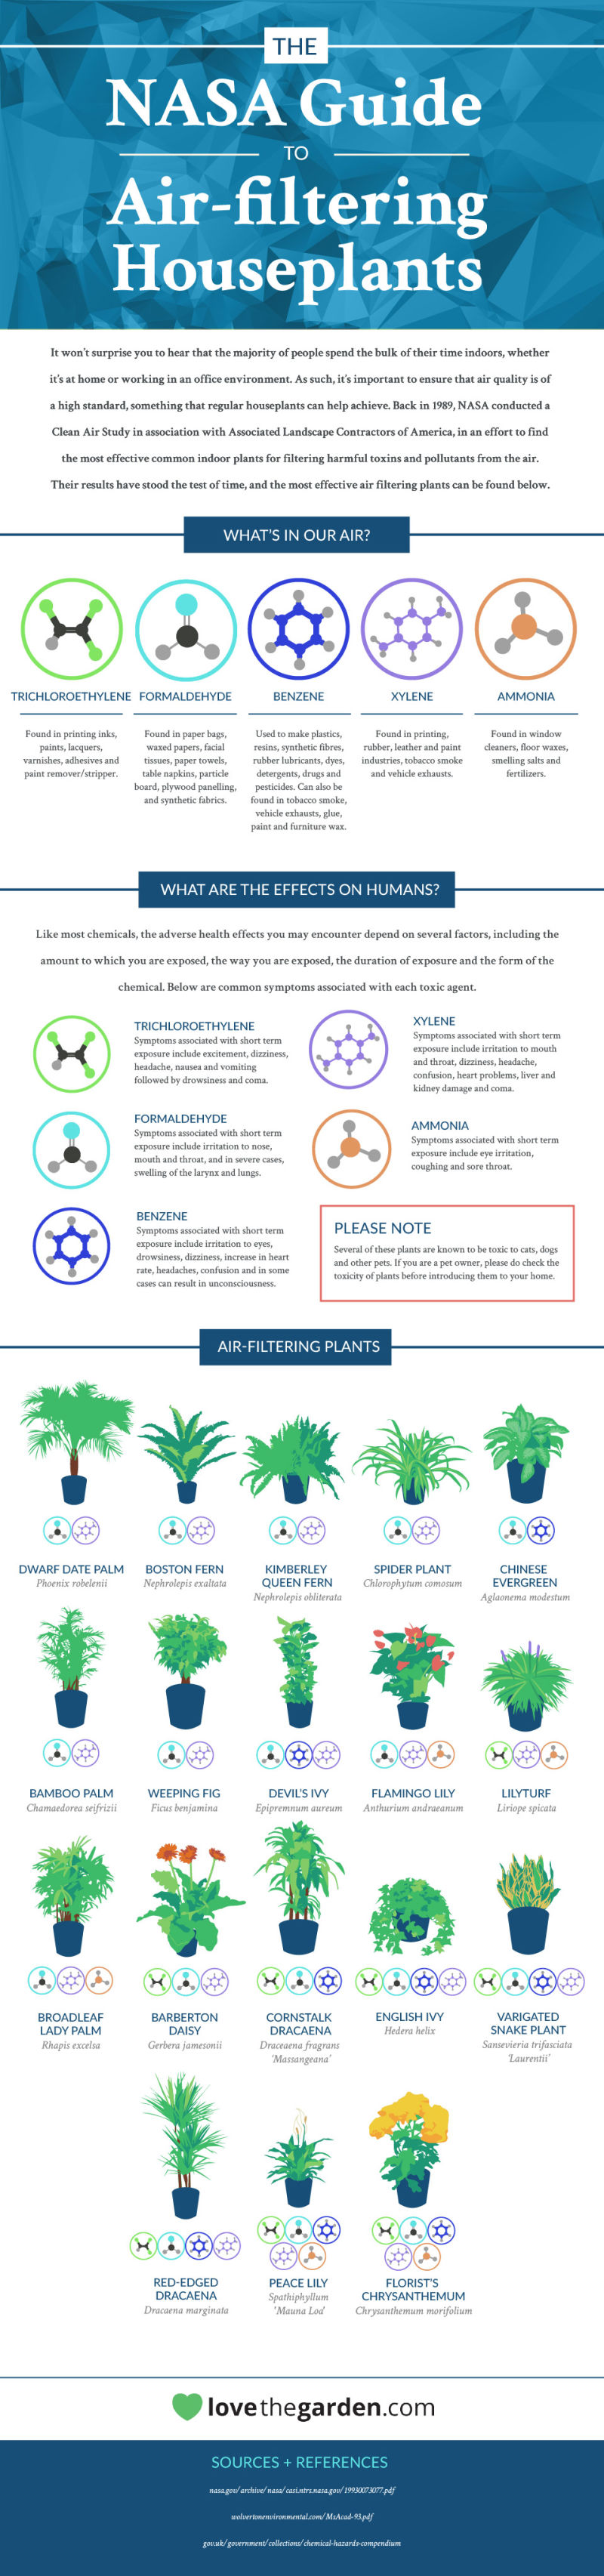 THE
NASA Guide
TO
Air-filtering
Houseplants
It won't surprise you to hear that the majority of people spend the bulk of their time indoors, whether
it's at home or working in an office environment. As such, it's important to ensure that air quality is of
a high standard, something that regular houseplants can help achieve. Back in 1989, NASA conducted a
Clean Air Study in association with Associated Landscape Contractors of America, in an effort to find
the most effective common indoor plants for filtering harmful toxins and pollutants from the air.
Their results have stood the test of time, and the most effective air filtering plants can be found below.
WHAT'S IN OUR AIR?
TRICHLOROETHYLENE
Found in printing inks,
paints, lacquers,
varnishes, adhesives and
paint remover/stripper.
FORMALDEHYDE
Found in paper bags,
waxed papers, facial
tissues, paper towels,
table napkins, particle
board, plywood panelling,
and synthetic fabrics.
BENZENE
Used to make plastics,
resins, synthetic fibres,
rubber lubricants, dyes,
detergents, drugs and
pesticides. Can also be
found in tobacco smoke,
vehicle exhausts, glue,
paint and furniture wax.
XYLENE
Found in printing,
rubber, leather and paint
industries, tobacco smoke
and vehicle exhausts.
AMMONIA
Found in window
cleaners, floor waxes,
smelling salts and
fertilizers.
WHAT ARE THE EFFECTS ON HUMANS?
Like most chemicals, the adverse health effects you may encounter depend on several factors, including the
amount to which you are exposed, the way you are exposed, the duration of exposure and the form of the
chemical. Below are common symptoms associated with each toxic agent.
TRICHLOROETHYLENE
Symptoms associated with short term
exposure include excitement, dizziness,
headache, nausea and vomiting
followed by drowsiness and coma.
XYLENE
Symptoms associated with short term
exposure include irritation to mouth
and throat, dizziness, headache,
confusion, heart problems, liver and
kidney damage and coma.
FORMALDEHYDE
Symptoms associated with short term
exposure include irritation to nose,
mouth and throat, and in severe cases,
swelling of the larynx and lungs.
AMMONIA
Symptoms associated with short term
exposure include eye irritation,
coughing and sore throat.
BENZENE
Symptoms associated with short term
exposure include irritation to eyes,
drowsiness, dizziness, increase in heart
rate, headaches, confusion and in some
cases can result in unconsciousness.
PLEASE NOTE
Several of these plants are known to be toxic to cats, dogs
and other pets. If you are a pet owner, please do check the
toxicity of plants before introducing them to your home.
AIR-FILTERING PLANTS
DWARF DATE PALM
Phoenix robelenii
BOSTON FERN
Nephrolepis exaltata
KIMBERLEY
QUEEN FERN
Nephrolepis obliterata
SPIDER PLANT
Chlorophytum comosum
CHINESE
EVERGREEN
Aglaonema modestum
BAMBOO PALM
Chamaedorea seifrizii
WEEPING FIG
Ficus benjamina
DEVIL'S IVY
Epipremnum aureum
FLAMINGO LILY
Anthurium andraeanum
LILYTURF
Liriope spicata
BROADLEAF
LADY PALM
Rhapis excelsa
BARBERTON
DAISY
Gerbera jamesonii
CORNSTALK
DRACAENA
Draceaena fragrans
'Massangeana'
ENGLISH IVY
Hedera helix
VARIGATED
SNAKE PLANT
Sansevieria trifasciata
'Laurentii'
RED-EDGED
DRACAENA
Dracaena marginata
PEACE LILY
Spathiphyllum
'Mauna Loa'
FLORIST'S
CHRYSANTHEMUM
Chrysanthemum morifolium
lovethegarden.com
SOURCES + REFERENCES
nasa.gov/archive/nasa/casi.ntrs.nasa.gov/19930073077.pdf
wolvertonenvironmental.com/MsAcad-93.pdf
gov.uk/government/collections/chemical-hazards-compendium